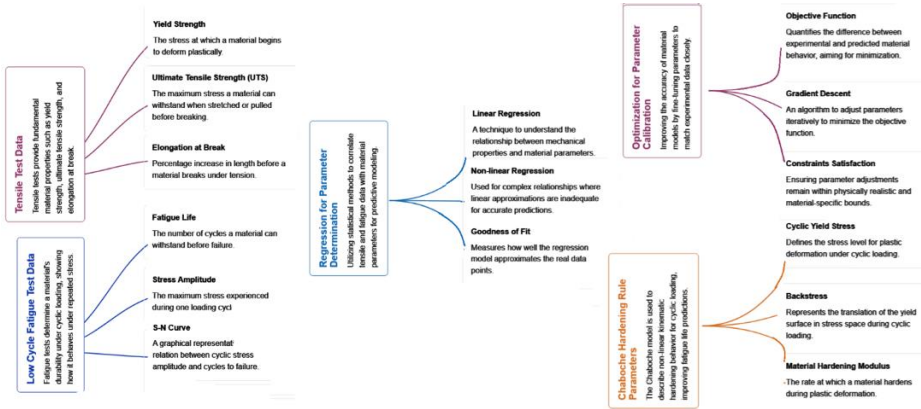 Tensile Test Data
Tensile tests provide fundamental
material properties such as yield
strength, ultimate tensile strength, and
elongation at break.
Yield Strength
The stress at which a material begins
to deform plastically.
Ultimate Tensile Strength (UTS)
The maximum stress a material can
withstand when stretched or pulled
before breaking.
Elongation at Break
Percentage increase in length before a
material breaks under tension.
Low Cycle Fatigue Test Data
Fatigue tests determine a material's
durability under cyclic loading, showing
how it behaves under repeated stress.
Fatigue Life
The number of cycles a material can
withstand before failure.
Stress Amplitude
The maximum stress experienced
during one loading cycl
S-N Curve
A graphical representat
relation between cyclic stress
amplitude and cycles to failure.
Regression for Parameter
Determination
Utilizing statistical methods to correlate
tensile and fatigue data with material
parameters for predictive modeling.
Linear Regression
A technique to understand the
relationship between mechanical
properties and material parameters.
Non-linear Regression
Used for complex relationships where
linear approximations are inadequate
for accurate predictions.
Goodness of Fit
Measures how well the regression
model approximates the real data
points.
Optimization for Parameter
Calibration
Improving the accuracy of material
models by fine-tuning parameters to
match experimental data closely.
Objective Function
Quantifies the difference between
experimental and predicted material
behavior, aiming for minimization.
Gradient Descent
An algorithm to adjust parameters
iteratively to minimize the objective
function.
Constraints Satisfaction
Ensuring parameter adjustments
remain within physically realistic and
material-specific bounds.
Chaboche Hardening Rule
Parameters
The Chaboche model is used to
describe non-linear kinematic
hardening behavior for cyclic loading,
improving fatigue life predictions.
Cyclic Yield Stress
Defines the stress level for plastic
deformation under cyclic loading.
Backstress
Represents the translation of the yield
surface in stress space during cyclic
loading.
Material Hardening Modulus
The rate at which a material hardens
during plastic deformation.